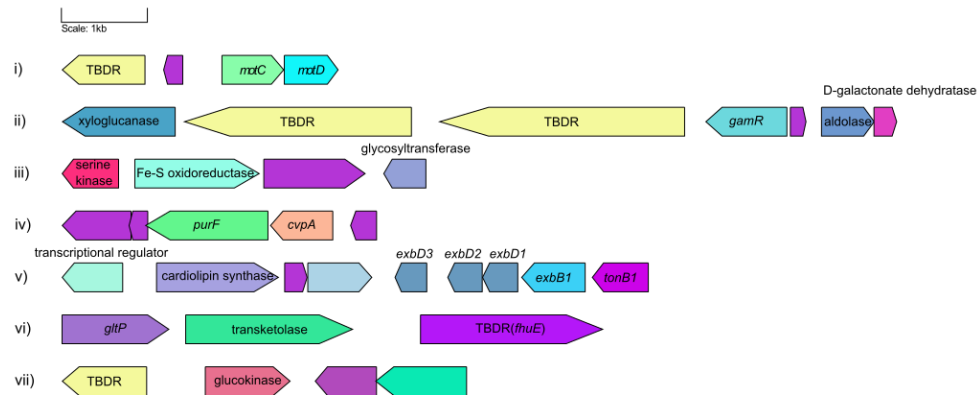 Scale: 1kb
i) TBDR motC motD
D-galactonate dehydratase
ii) xyloglucanase TBDR TBDR gamR aldolase
glycosyltransferase
iii) serine kinase Fe-S oxidoreductase
iv) purF cvpA
transcriptional regulator exbD3 exbD2 exbD1
v) cardiolipin synthase exbB1 tonB1
vi) gltP transketolase TBDR(fhuE)
vii) TBDR glucokinase